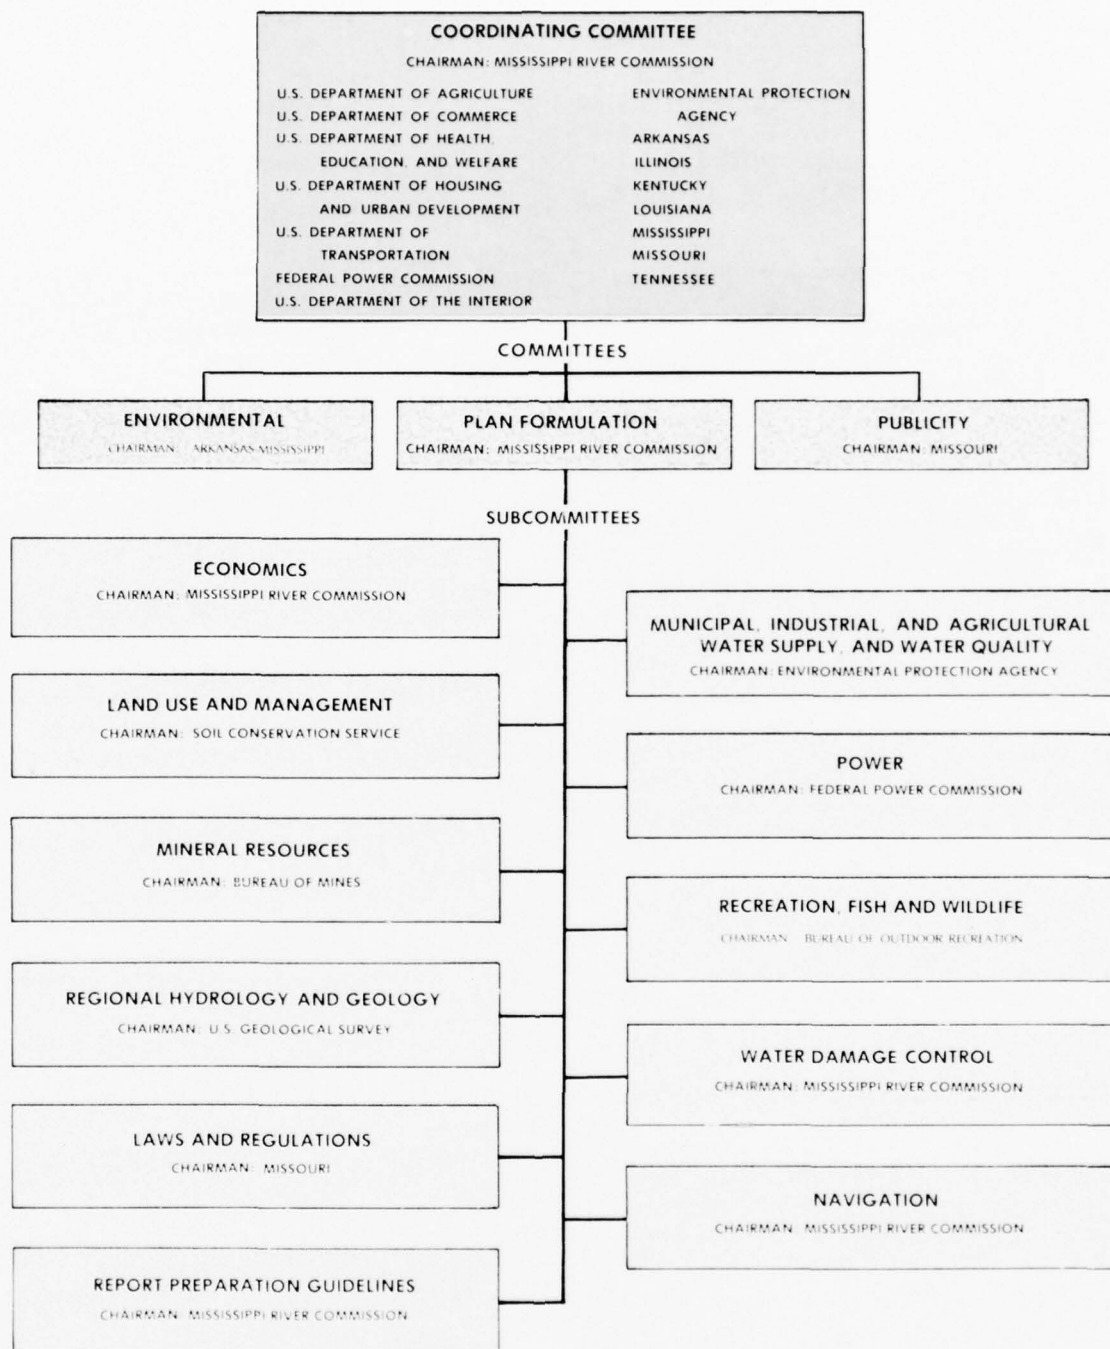 COORDINATING COMMITTEE
CHAIRMAN: MISSISSIPPI RIVER COMMISSION
U.S. DEPARTMENT OF AGRICULTURE
U.S. DEPARTMENT OF COMMERCE
U.S. DEPARTMENT OF HEALTH,
EDUCATION, AND WELFARE
U.S. DEPARTMENT OF HOUSING
AND URBAN DEVELOPMENT
U.S. DEPARTMENT OF
TRANSPORTATION
FEDERAL POWER COMMISSION
U.S. DEPARTMENT OF THE INTERIOR
ENVIRONMENTAL PROTECTION
AGENCY
ARKANSAS
ILLINOIS
KENTUCKY
LOUISIANA
MISSISSIPPI
MISSOURI
TENNESSEE
COMMITTEES
ENVIRONMENTAL
CHAIRMAN: ARKANSAS-MISSISSIPPI
PLAN FORMULATION
CHAIRMAN: MISSISSIPPI RIVER COMMISSION
PUBLICITY
CHAIRMAN: MISSOURI
SUBCOMMITTEES
ECONOMICS
CHAIRMAN: MISSISSIPPI RIVER COMMISSION
MUNICIPAL, INDUSTRIAL, AND AGRICULTURAL
WATER SUPPLY, AND WATER QUALITY
CHAIRMAN: ENVIRONMENTAL PROTECTION AGENCY
LAND USE AND MANAGEMENT
CHAIRMAN: SOIL CONSERVATION SERVICE
POWER
CHAIRMAN: FEDERAL POWER COMMISSION
MINERAL RESOURCES
CHAIRMAN: BUREAU OF MINES
RECREATION, FISH AND WILDLIFE
CHAIRMAN: BUREAU OF OUTDOOR RECREATION
REGIONAL HYDROLOGY AND GEOLOGY
CHAIRMAN: U.S. GEOLOGICAL SURVEY
WATER DAMAGE CONTROL
CHAIRMAN: MISSISSIPPI RIVER COMMISSION
LAWS AND REGULATIONS
CHAIRMAN: MISSOURI
NAVIGATION
CHAIRMAN: MISSISSIPPI RIVER COMMISSION
REPORT PREPARATION GUIDELINES
CHAIRMAN: MISSISSIPPI RIVER COMMISSION